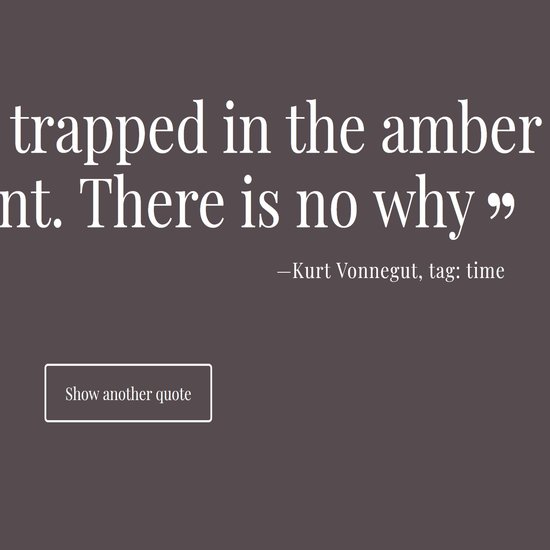 trapped in the amber
nt. There is no why ”
—Kurt Vonnegut, tag: time
Show another quote